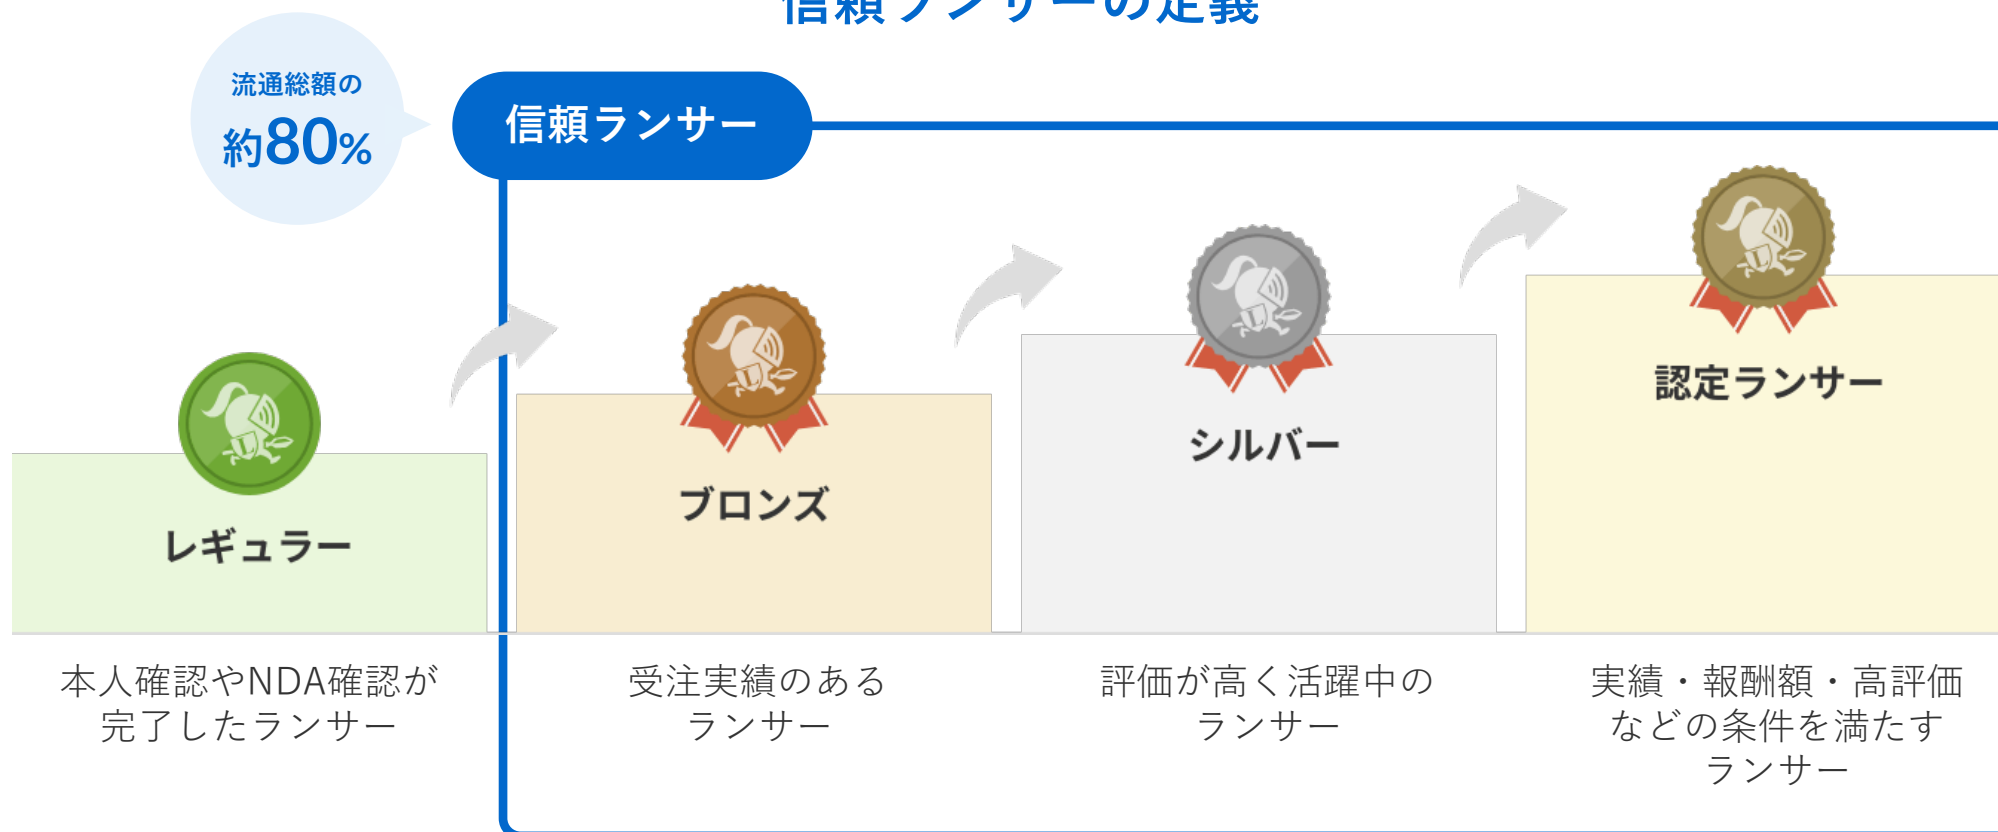 信頼ランサーの定義
流通総額の
約80%
信頼ランサー
レギュラー
ブロンズ
シルバー
認定ランサー
本人確認やNDA確認が
完了したランサー
受注実績のある
ランサー
評価が高く活躍中の
ランサー
実績・報酬額・高評価
などの条件を満たす
ランサー